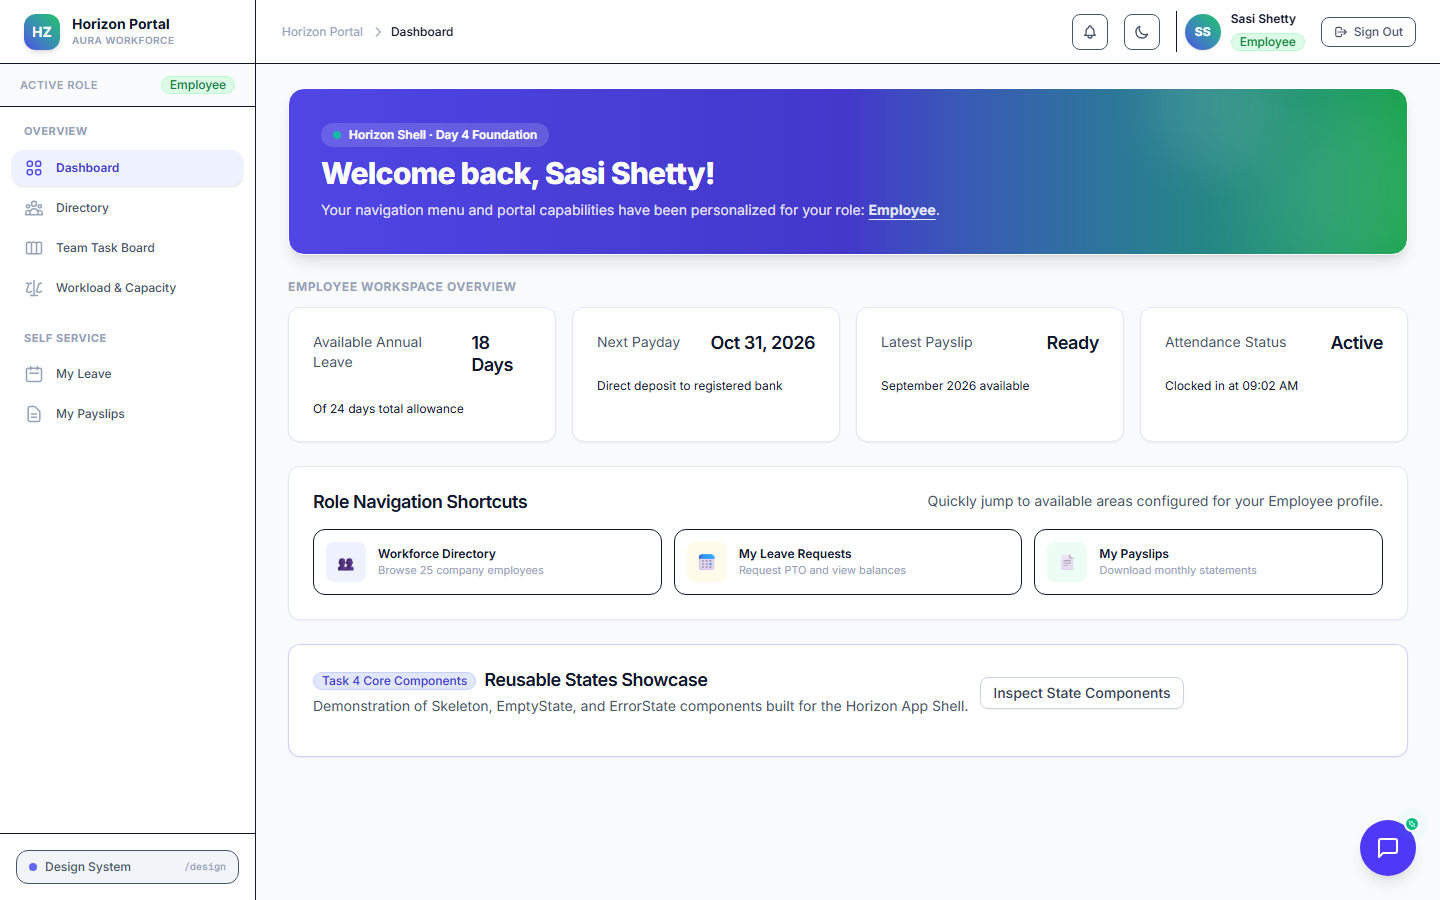 HZ
Horizon Portal
AURA WORKFORCE
Horizon Portal > Dashboard
SS
Sasi Shetty
Employee
Sign Out
ACTIVE ROLE
Employee
OVERVIEW
Dashboard
Directory
Team Task Board
Workload & Capacity
SELF SERVICE
My Leave
My Payslips
Design System
/design
Horizon Shell · Day 4 Foundation
Welcome back, Sasi Shetty!
Your navigation menu and portal capabilities have been personalized for your role: Employee.
EMPLOYEE WORKSPACE OVERVIEW
Available Annual Leave
18 Days
Of 24 days total allowance
Next Payday
Oct 31, 2026
Direct deposit to registered bank
Latest Payslip
Ready
September 2026 available
Attendance Status
Active
Clocked in at 09:02 AM
Role Navigation Shortcuts
Quickly jump to available areas configured for your Employee profile.
Workforce Directory
Browse 25 company employees
My Leave Requests
Request PTO and view balances
My Payslips
Download monthly statements
Task 4 Core Components
Reusable States Showcase
Demonstration of Skeleton, EmptyState, and ErrorState components built for the Horizon App Shell.
Inspect State Components